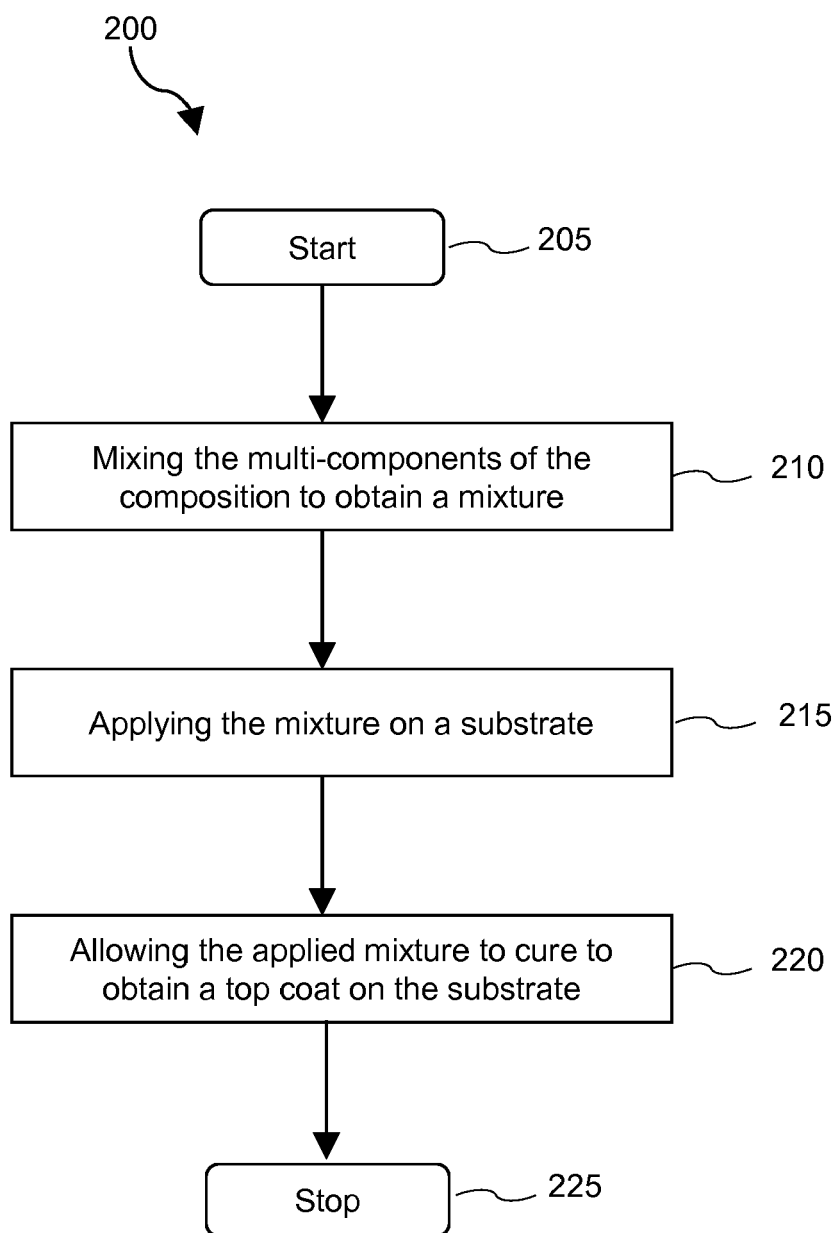 200
Start
205
Mixing the multi-components of the
composition to obtain a mixture
210
Applying the mixture on a substrate
215
Allowing the applied mixture to cure to
obtain a top coat on the substrate
220
Stop
225